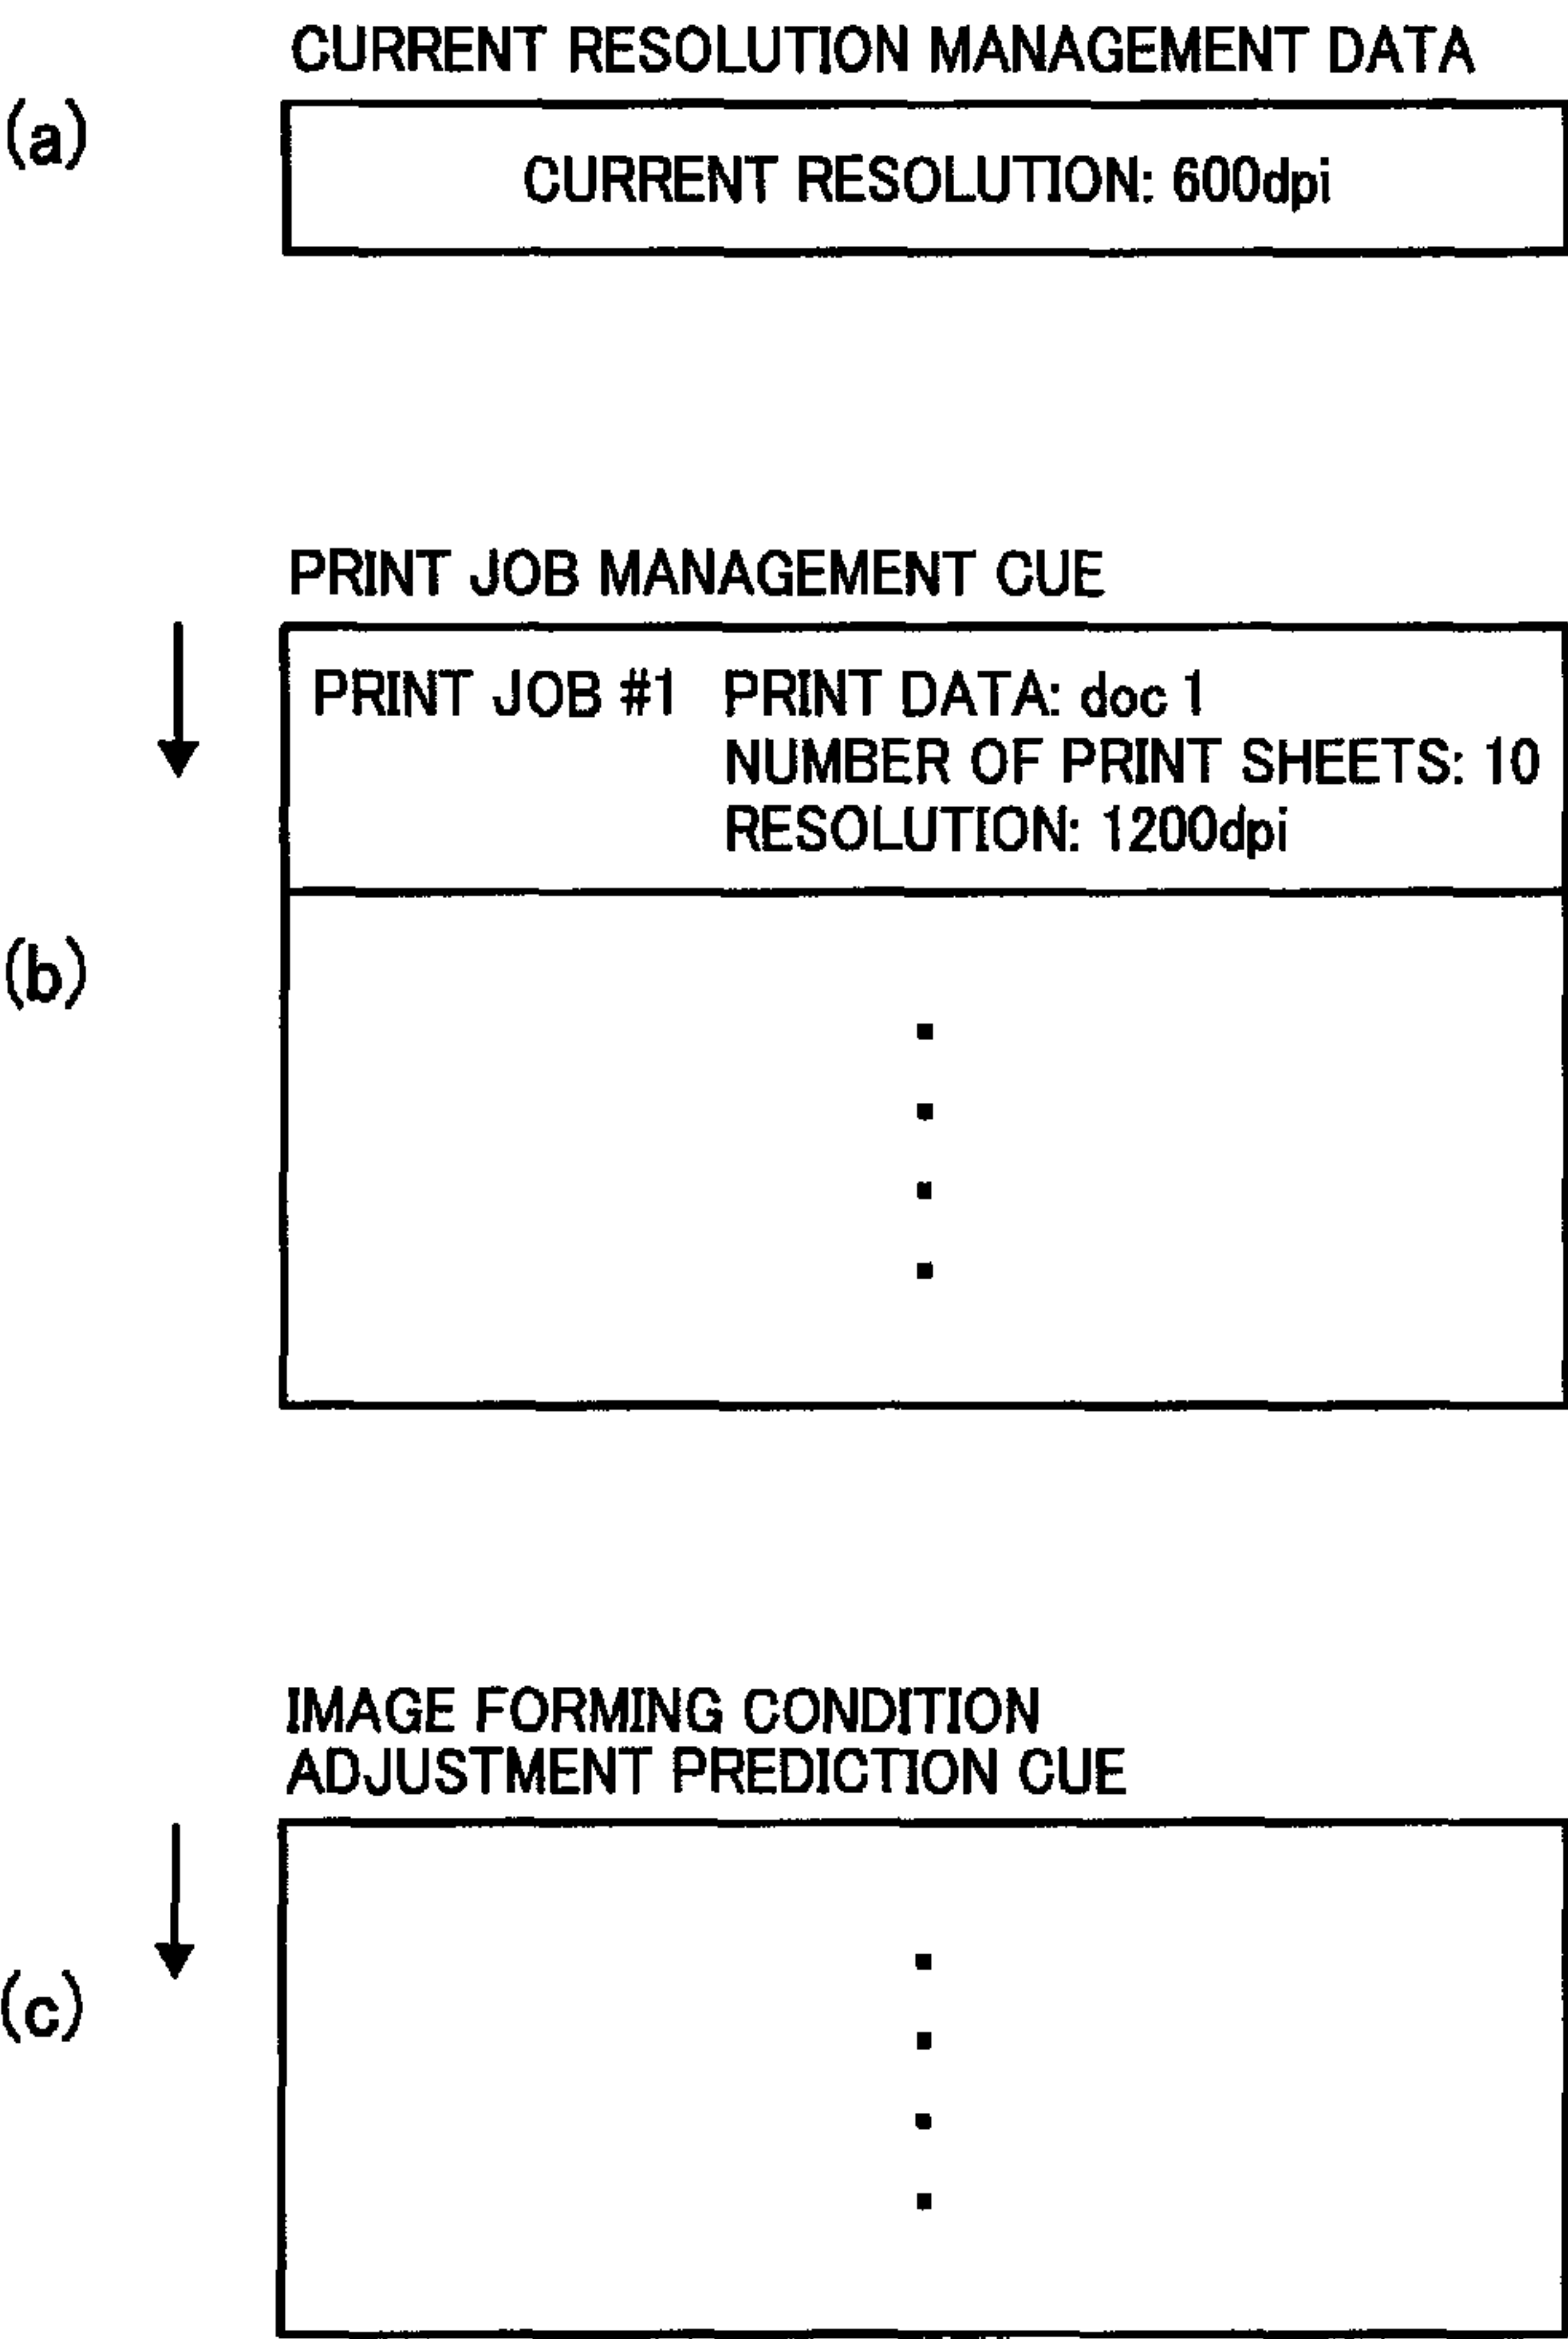 CURRENT RESOLUTION MANAGEMENT DATA
(a)
CURRENT RESOLUTION: 600dpi
PRINT JOB MANAGEMENT CUE
PRINT JOB #1 PRINT DATA: doc 1
NUMBER OF PRINT SHEETS: 10
RESOLUTION: 1200dpi
(b)
IMAGE FORMING CONDITION
ADJUSTMENT PREDICTION CUE
(c)